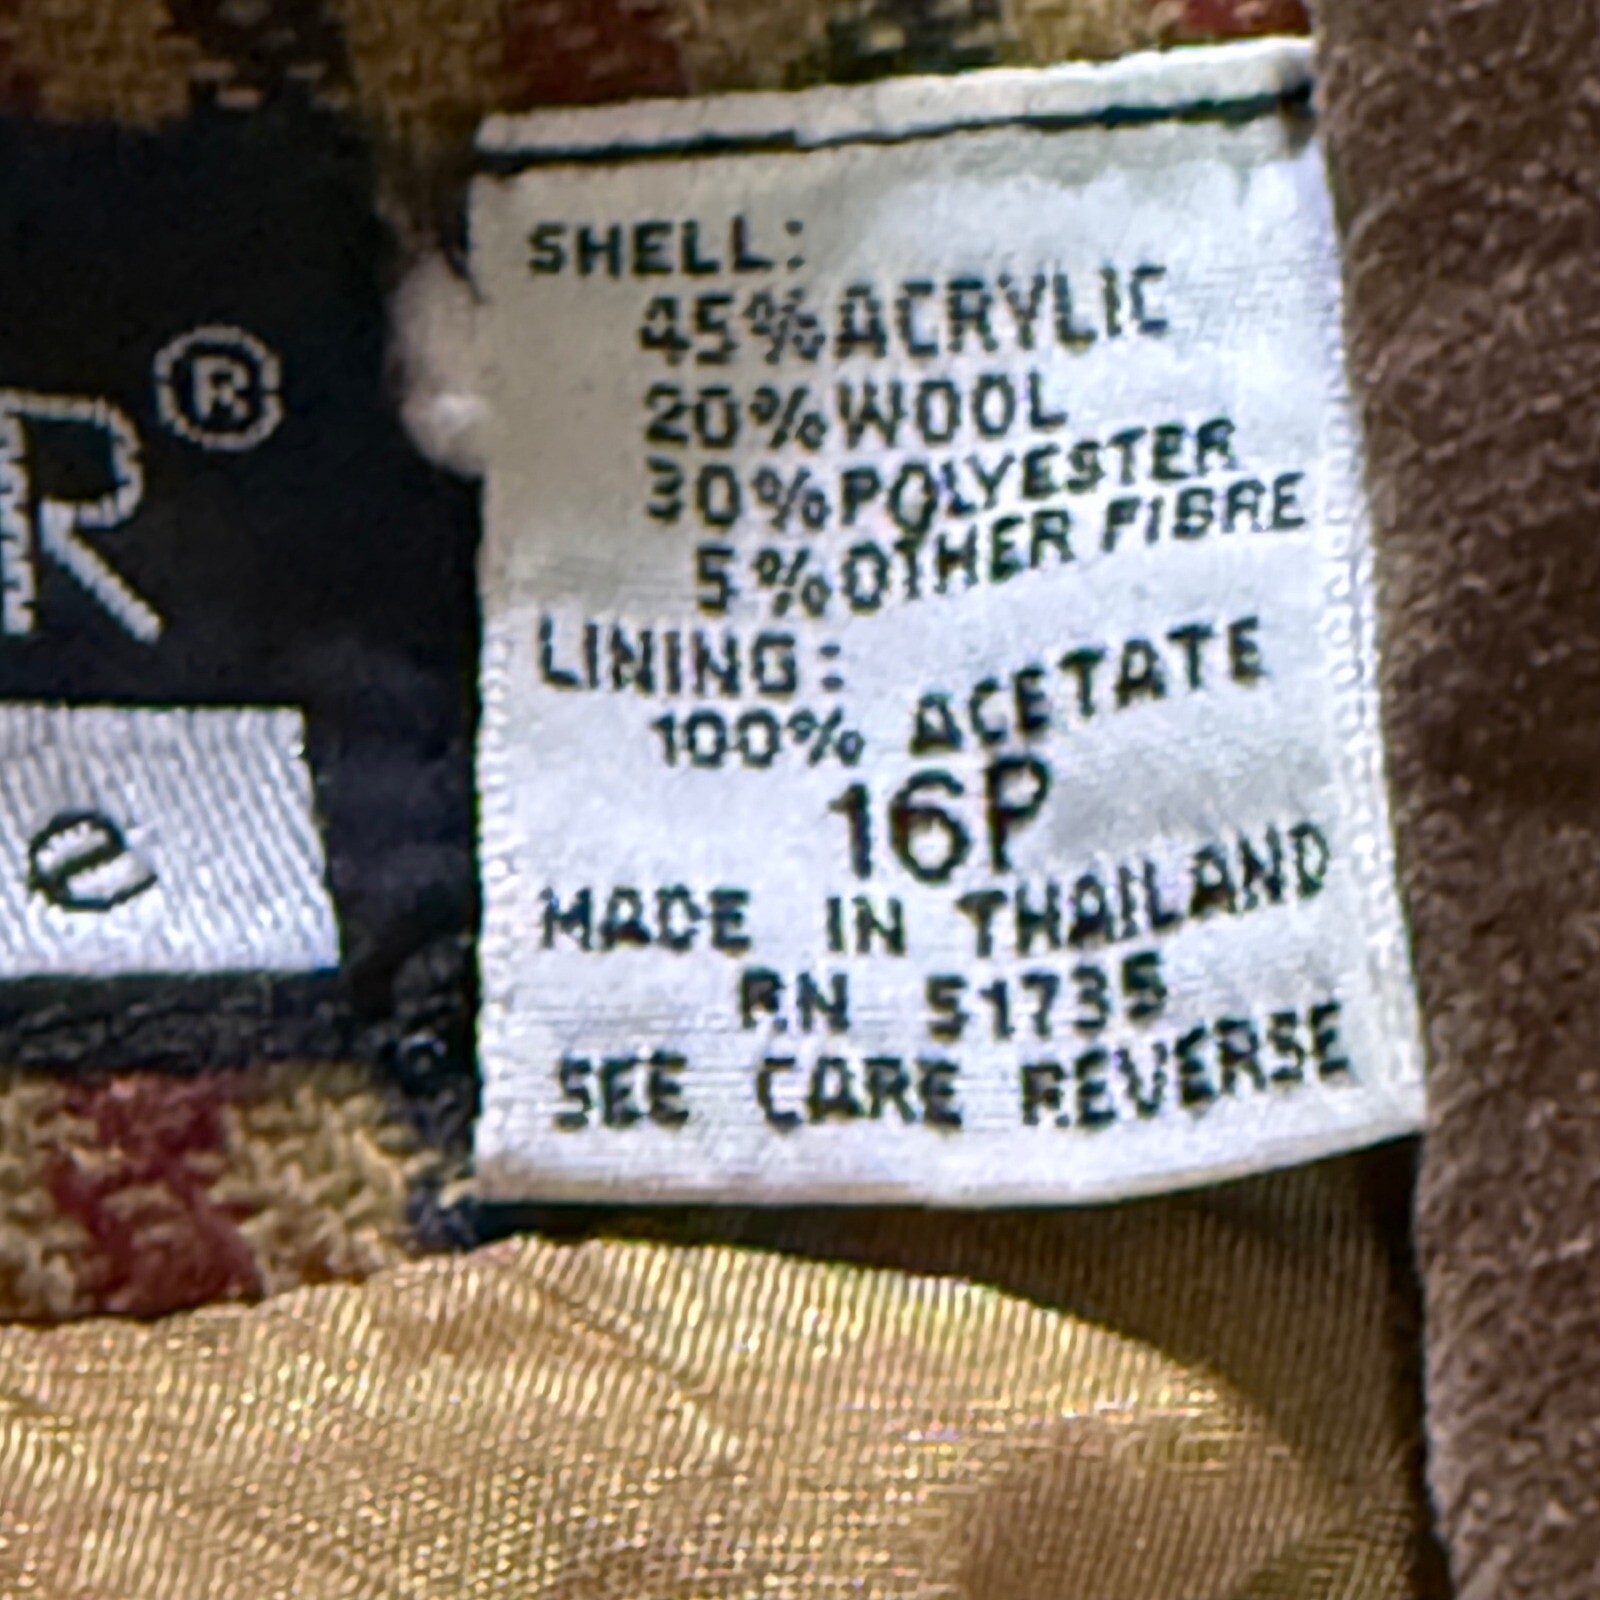 R®
e
SHELL:
45% ACRYLIC
20% WOOL
30% POLYESTER
5% OTHER FIBRE
LINING:
100% ACETATE
16P
MADE IN THAILAND
RN 51735
SEE CARE REVERSE